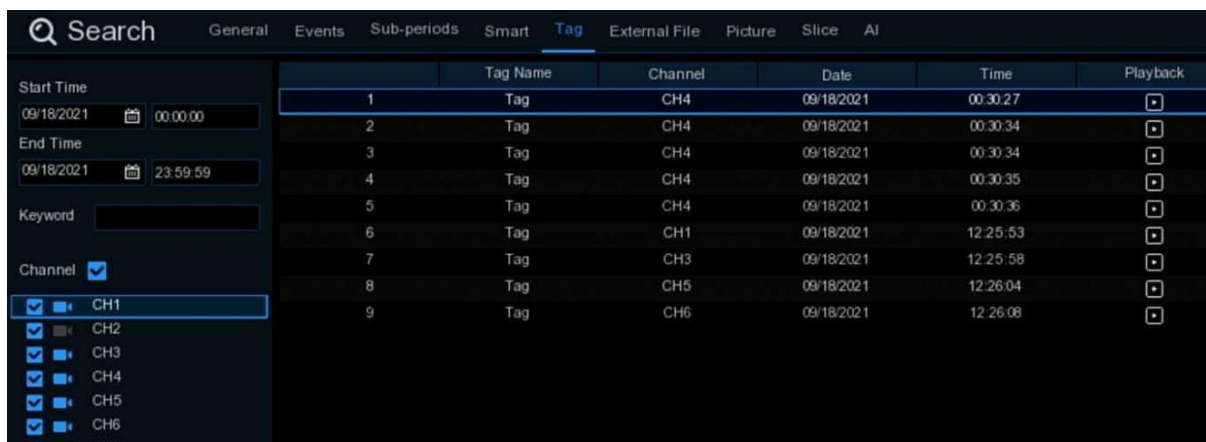 Search General Events Sub-periods Smart Tag External File Picture Slice AI
Start Time
09/18/2021 00:00:00
End Time
09/18/2021 23:59:59
Keyword
Channel
CH1
CH2
CH3
CH4
CH5
CH6
Tag Name Channel Date Time Playback
1 Tag CH4 09/18/2021 00:30:27
2 Tag CH4 09/18/2021 00:30:34
3 Tag CH4 09/18/2021 00:30:34
4 Tag CH4 09/18/2021 00:30:35
5 Tag CH4 09/18/2021 00:30:36
6 Tag CH1 09/18/2021 12:25:53
7 Tag CH3 09/18/2021 12:25:58
8 Tag CH5 09/18/2021 12:26:04
9 Tag CH6 09/18/2021 12:26:08